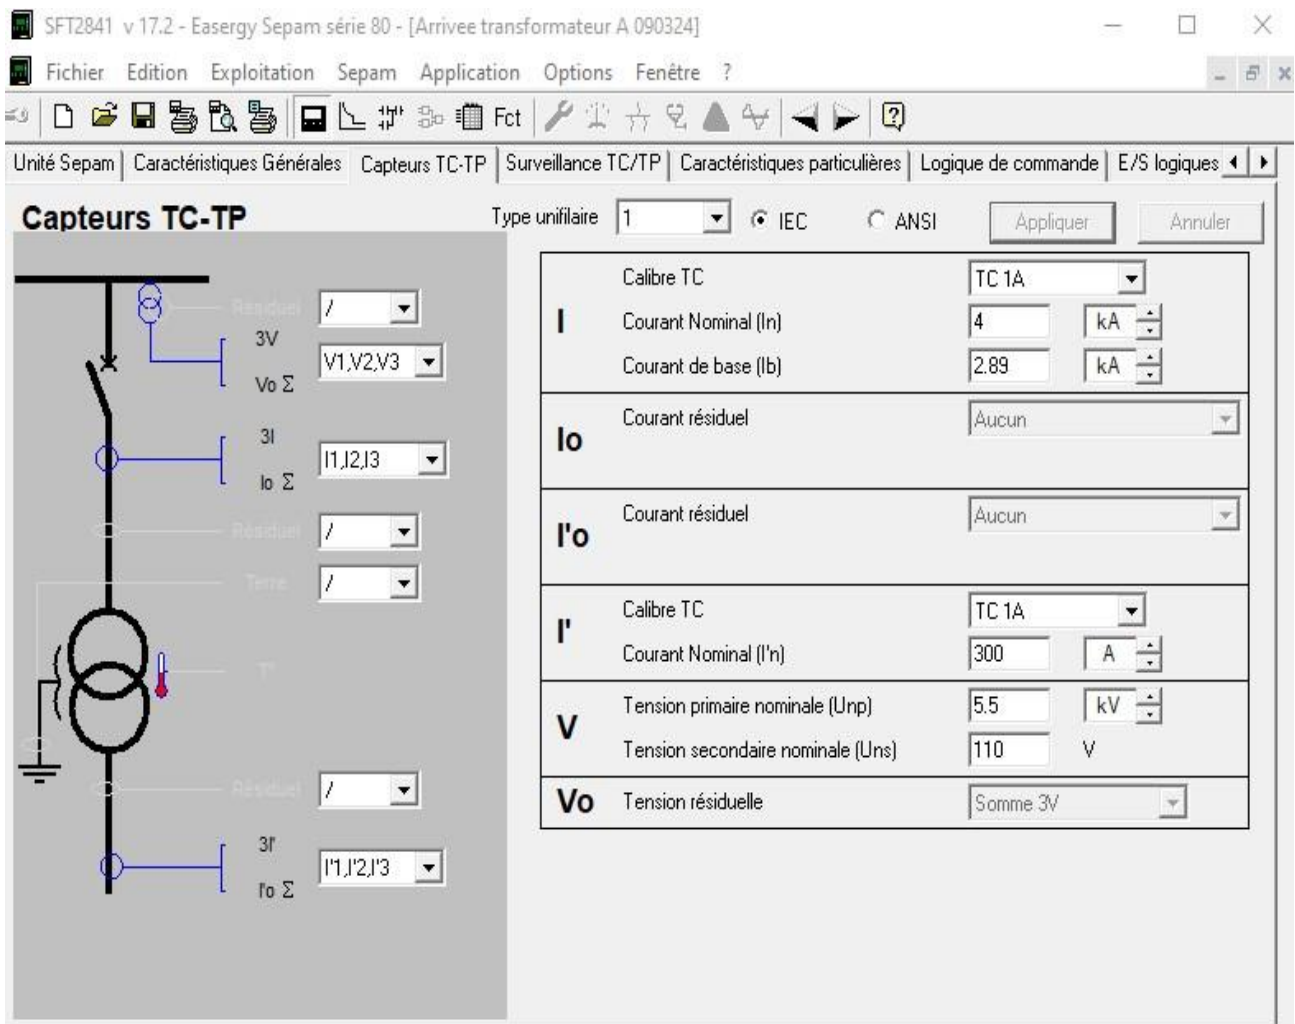 SFT2841 v 17.2 - Easergy Sepam série 80 - [Arrivee transformateur A 090324]
Fichier Edition Exploitation Sepam Application Options Fenêtre ?
Fct
Unité Sepam Caractéristiques Générales Capteurs TC-TP Surveillance TC/TP Caractéristiques particulières Logique de commande E/S logiques
Capteurs TC-TP
Type unifilaire 1 IEC ANSI Appliquer Annuler
Résiduel /
3V
V1,V2,V3
Vo Σ
3I
I1,I2,I3
Io Σ
Résiduel /
Terre /
T°
Résiduel /
3I'
I'1,I'2,I'3
I'o Σ
I
Calibre TC TC 1A
Courant Nominal (In) 4 kA
Courant de base (Ib) 2.89 kA
Io
Courant résiduel Aucun
I'o
Courant résiduel Aucun
I'
Calibre TC TC 1A
Courant Nominal (I'n) 300 A
V
Tension primaire nominale (Unp) 5.5 kV
Tension secondaire nominale (Uns) 110 V
Vo Tension résiduelle Somme 3V